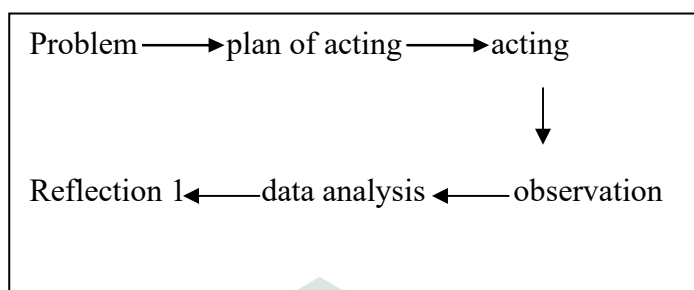 Problem plan of acting acting
Reflection 1 data analysis observation